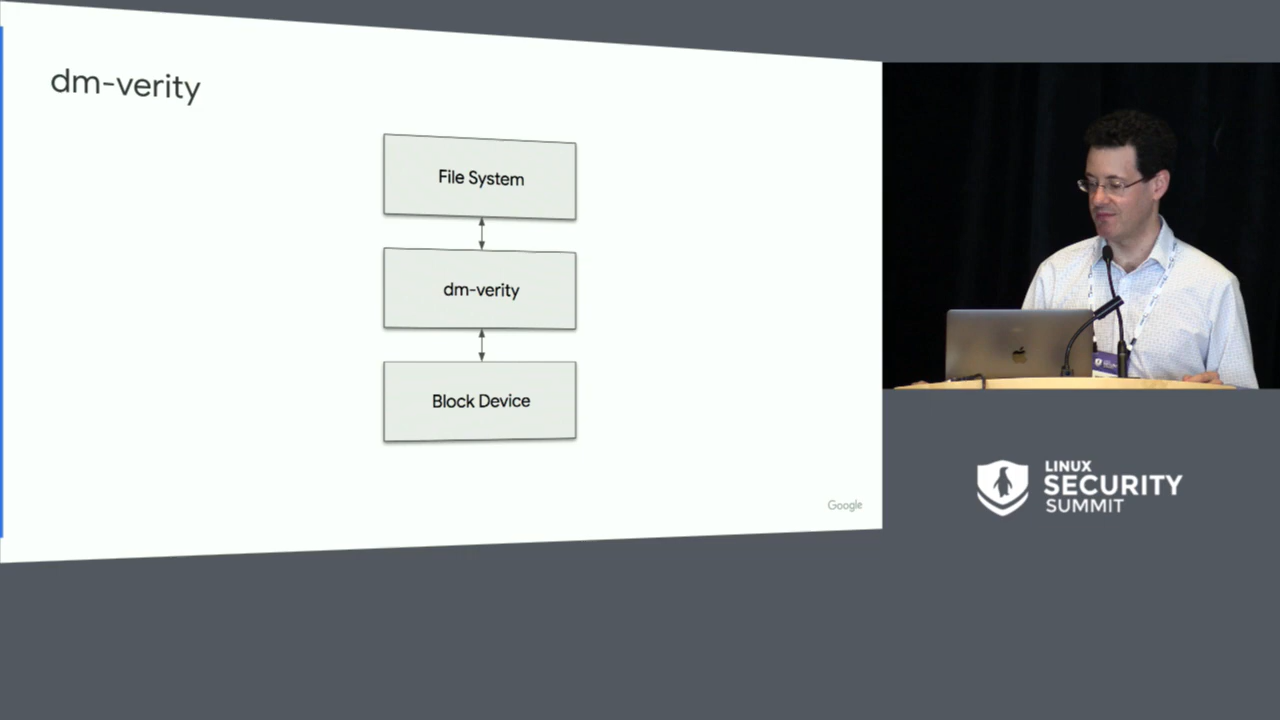 dm-verity
File System
dm-verity
Block Device
Google
LINUX
SECURITY
SUMMIT